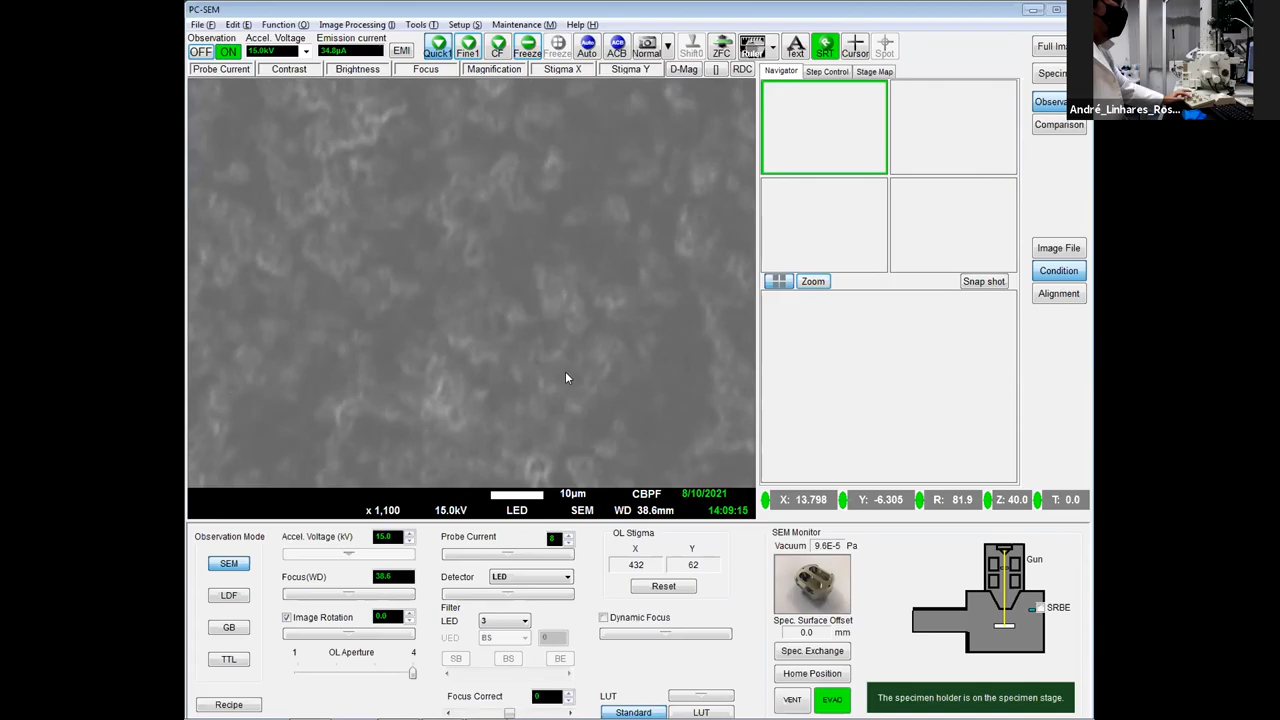 PC-SEM
File (F) Edit (E) Function (O) Image Processing (I) Tools (T) Setup (S) Maintenance (M) Help (H)
Observation Accel. Voltage Emission current
OFF ON 15.0kV 34.8µA EMI Quick1 Fine1 CF Freeze Freeze Auto ACB Normal Shift0 ZFC Ruler Text SRT Cursor Spot
Probe Current Contrast Brightness Focus Magnification Stigma X Stigma Y D-Mag [] RDC
Navigator Step Control Stage Map
Full Im
Specin
Observa
Comparison
André_Linhares_Ros...
Image File
Condition
Alignment
Zoom Snap shot
10µm CBPF 8/10/2021
x 1,100 15.0kV LED SEM WD 38.6mm 14:09:15
X: 13.798 Y: -6.305 R: 81.9 Z: 40.0 T: 0.0
Observation Mode
SEM
LDF
GB
TTL
Recipe
Accel. Voltage (kV) 15.0
Focus(WD) 38.6
Image Rotation 0.0
1 OL Aperture 4
Probe Current 8
Detector LED
Filter
LED 3
UED BS 0
SB BS BE
Focus Correct 0
OL Stigma
X Y
432 62
Reset
Dynamic Focus
LUT
Standard LUT
SEM Monitor
Vacuum 9.6E-5 Pa
Spec. Surface Offset
0.0 mm
Spec. Exchange
Home Position
VENT EVAC
Gun
SRBE
The specimen holder is on the specimen stage.